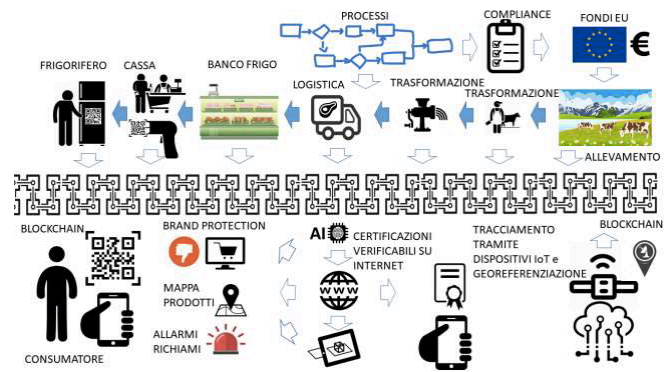 PROCESSI
COMPLIANCE
FONDI EU
€
FRIGORIFERO
CASSA
BANCO FRIGO
LOGISTICA
TRASFORMAZIONE
TRASFORMAZIONE
ALLEVAMENTO
BLOCKCHAIN
BRAND PROTECTION
AI
CERTIFICAZIONI
VERIFICABILI SU
INTERNET
WWW
TRACCIAMENTO
TRAMITE
DISPOSITIVI IoT e
GEOREFERENZIAZIONE
BLOCKCHAIN
MAPPA
PRODOTTI
ALLARMI
RICHIAMI
CONSUMATORE